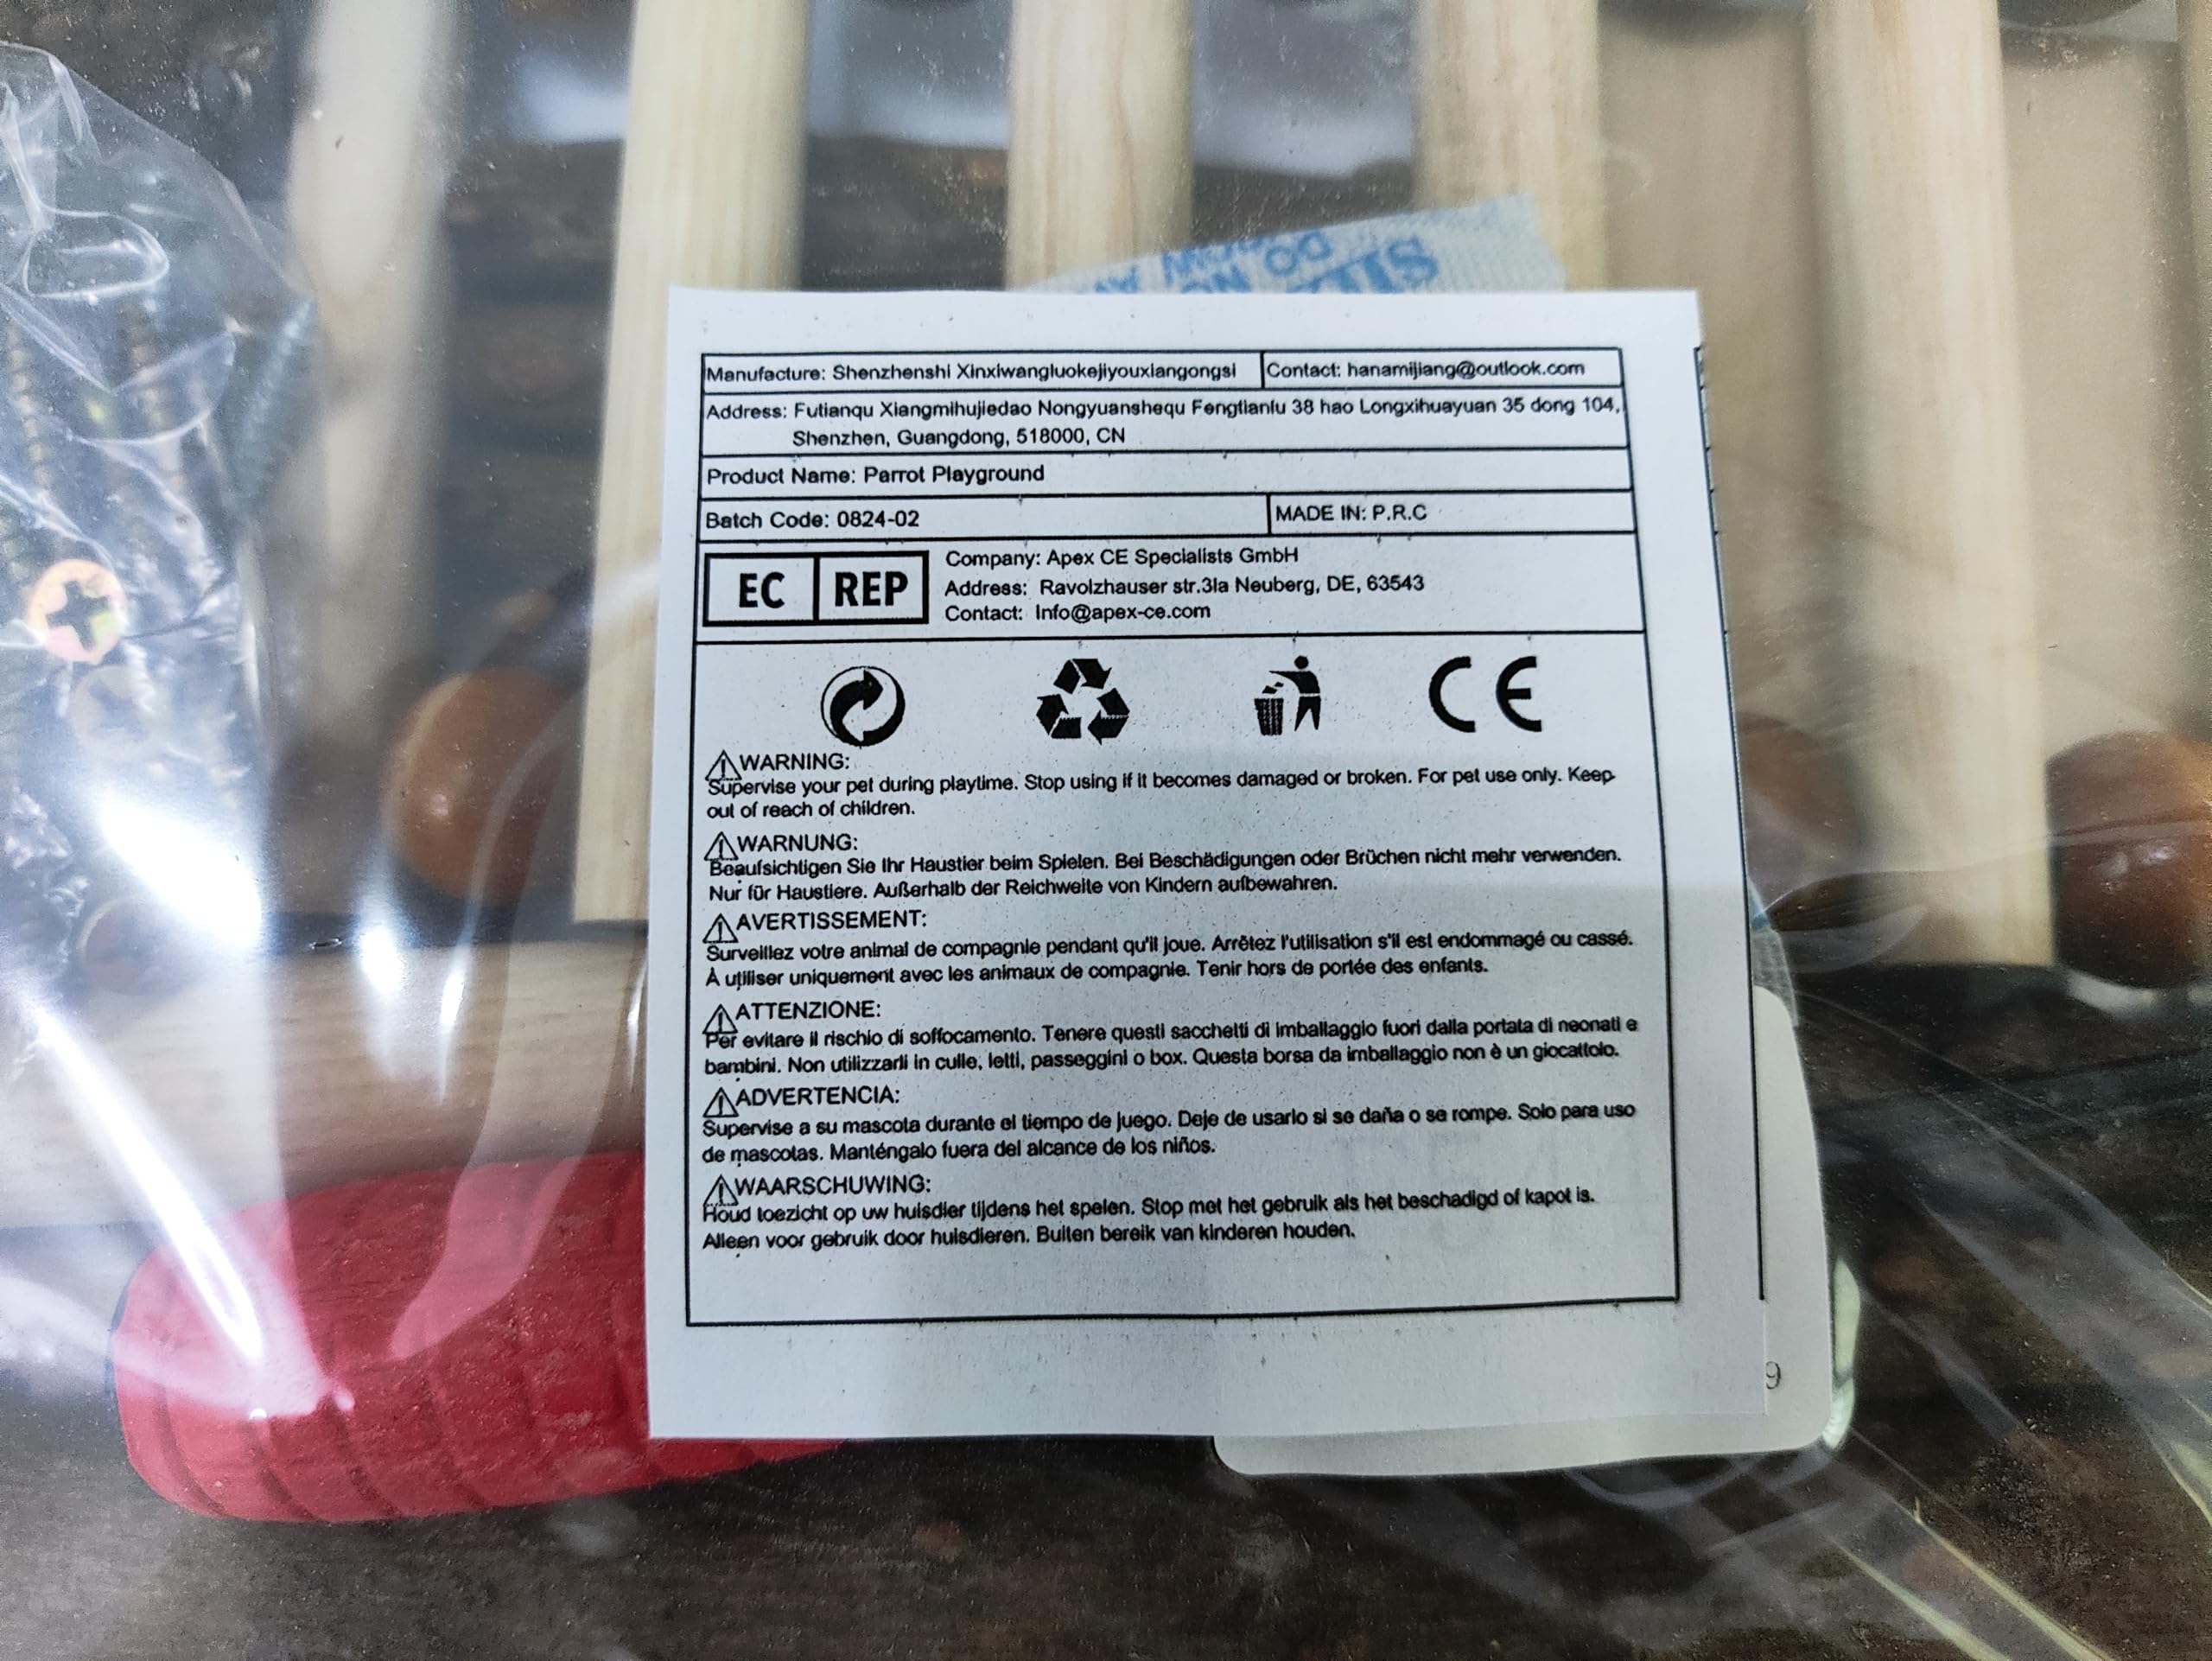 Manufacture: Shenzhenshi Xinxiwangluokejiyouxiangongsi
Contact: hanamijiang@outlook.com
Address: Futianqu Xiangmihujiedao Nongyuanshequ Fengtianlu 38 hao Longxihuayuan 35 dong 104,
Shenzhen, Guangdong, 518000, CN
Product Name: Parrot Playground
Batch Code: 0824-02
MADE IN: P.R.C
EC REP
Company: Apex CE Specialists GmbH
Address: Ravolzhauser str.3la Neuberg, DE, 63543
Contact: Info@apex-ce.com
CE
WARNING:
Supervise your pet during playtime. Stop using if it becomes damaged or broken. For pet use only. Keep
out of reach of children.
WARNUNG:
Beaufsichtigen Sie Ihr Haustier beim Spielen. Bei Beschädigungen oder Brüchen nicht mehr verwenden.
Nur für Haustiere. Außerhalb der Reichweite von Kindern aufbewahren.
AVERTISSEMENT:
Surveillez votre animal de compagnie pendant qu'il joue. Arrêtez l'utilisation s'il est endommagé ou cassé.
À utiliser uniquement avec les animaux de compagnie. Tenir hors de portée des enfants.
ATTENZIONE:
Per evitare il rischio di soffocamento. Tenere questi sacchetti di imballaggio fuori dalla portata di neonati e
bambini. Non utilizzarli in culle, letti, passeggini o box. Questa borsa da imballaggio non è un giocattolo.
ADVERTENCIA:
Supervise a su mascota durante el tiempo de juego. Deje de usarlo si se daña o se rompe. Solo para uso
de mascotas. Manténgalo fuera del alcance de los niños.
WAARSCHUWING:
Houd toezicht op uw huisdier tijdens het spelen. Stop met het gebruik als het beschadigd of kapot is.
Alleen voor gebruik door huisdieren. Buiten bereik van kinderen houden.
9
DO